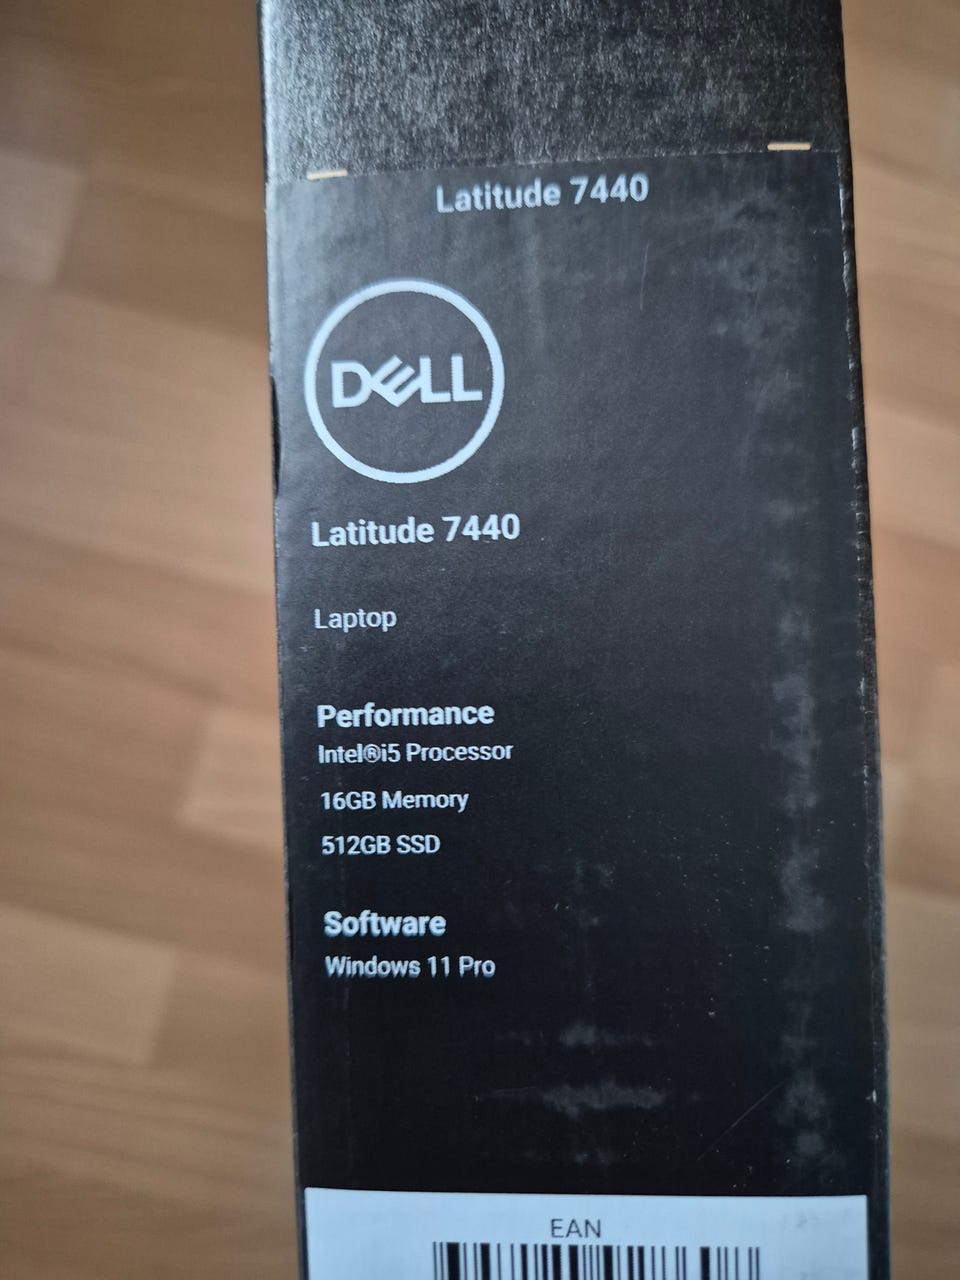 Latitude 7440
DELL
Latitude 7440
Laptop
Performance
Intel®i5 Processor
16GB Memory
512GB SSD
Software
Windows 11 Pro
EAN